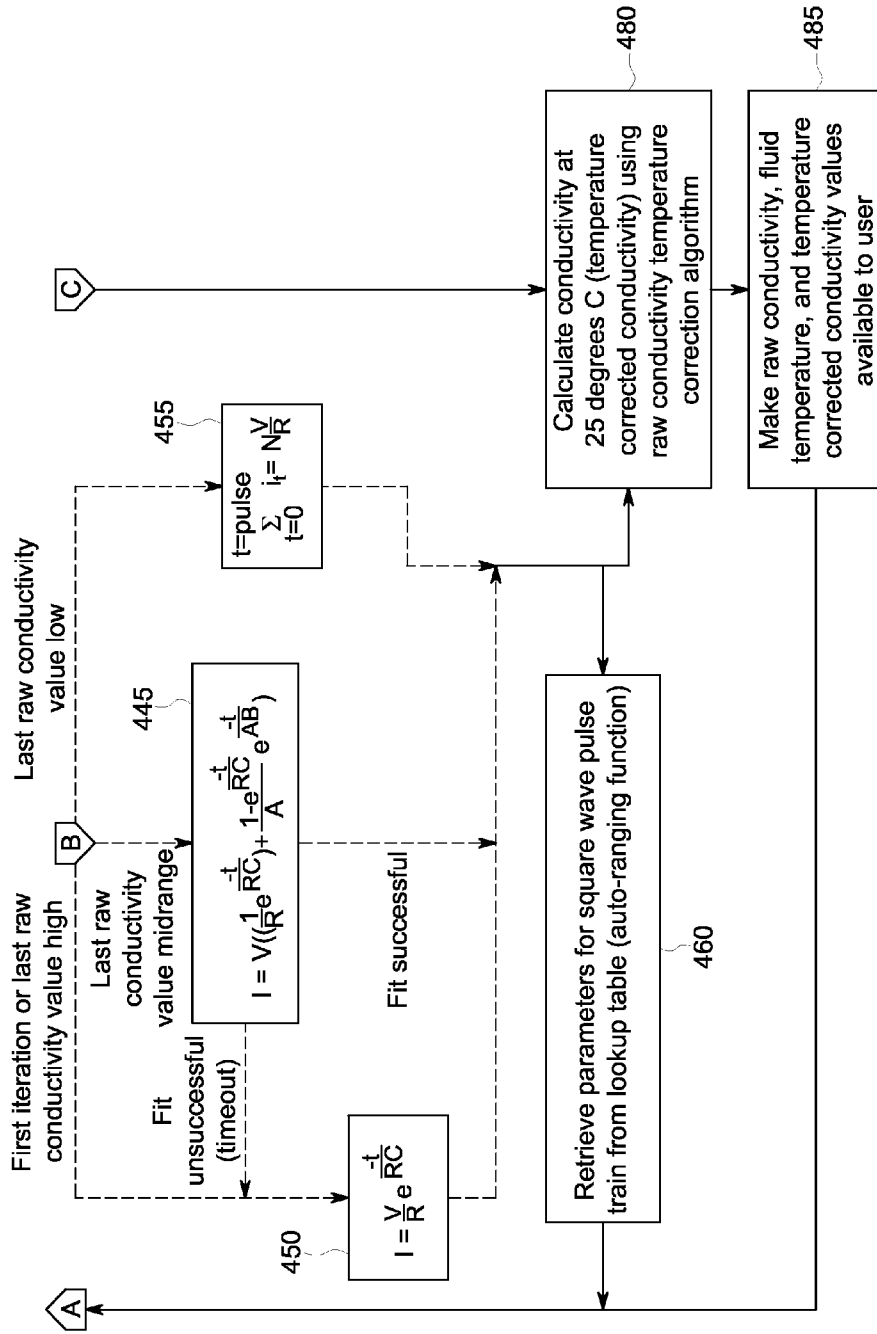 A
B
C
First iteration or last raw
conductivity value high
Last raw conductivity
value low
Last raw
conductivity
value midrange
445
I = V((1/R e^(-t/RC)) + (1-e^(-t/RC))/A e^(-t/AB))
455
t=pulse
Σ i_t = N V/R
t=0
Fit
unsuccessful
(timeout)
Fit successful
450
I = V/R e^(-t/RC)
Retrieve parameters for square wave pulse
train from lookup table (auto-ranging function)
460
Calculate conductivity at
25 degrees C (temperature
corrected conductivity) using
raw conductivity temperature
correction algorithm
480
Make raw conductivity, fluid
temperature, and temperature
corrected conductivity values
available to user
485